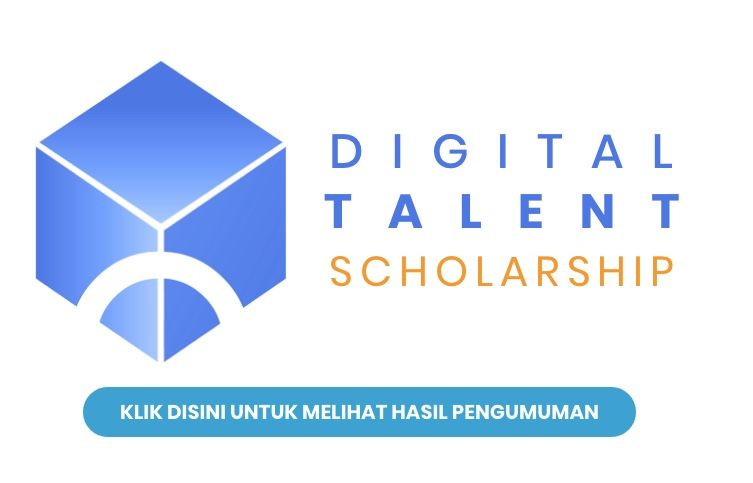 DIGITAL
TALENT
SCHOLARSHIP
KLIK DISINI UNTUK MELIHAT HASIL PENGUMUMAN